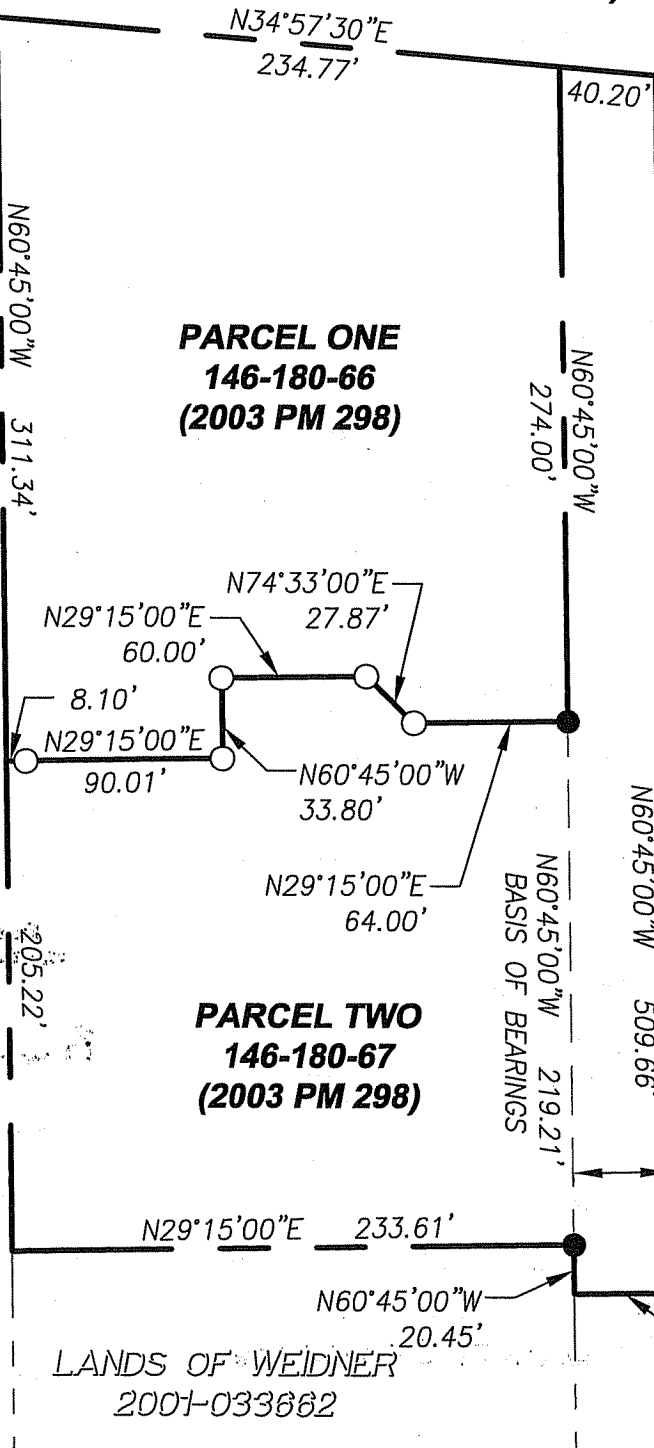 N34°57'30"E
234.77'
40.20'
N60°45'00"W 311.34'
PARCEL ONE
146-180-66
(2003 PM 298)
N60°45'00"W
274.00'
N74°33'00"E
27.87'
N29°15'00"E
60.00'
8.10'
N29°15'00"E
90.01'
N60°45'00"W
33.80'
N29°15'00"E
64.00'
N60°45'00"W 509.66'
N60°45'00"W 219.21'
BASIS OF BEARINGS
205.22'
PARCEL TWO
146-180-67
(2003 PM 298)
N29°15'00"E 233.61'
N60°45'00"W
20.45'
LANDS OF WEIDNER
2001-033662